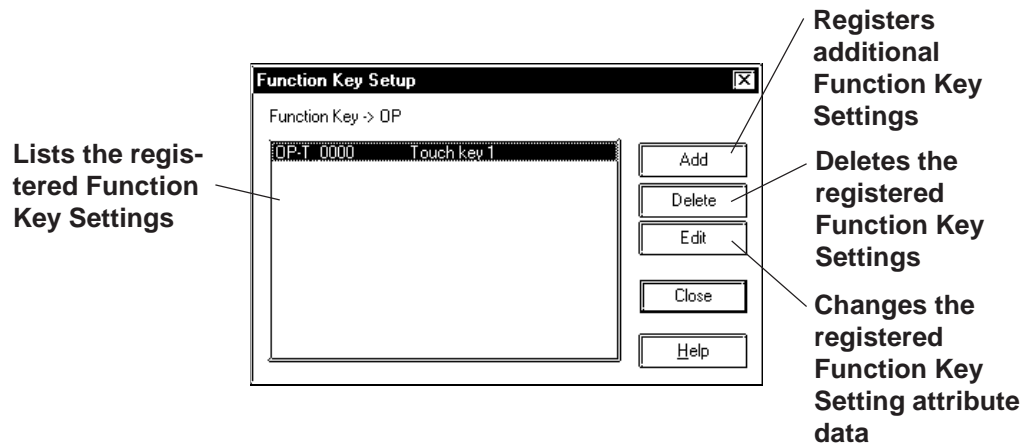 Registers
additional
Function Key
Settings
Function Key Setup
Function Key -> OP
OP-T 0000 Touch key 1
Add
Delete
Edit
Close
Help
Lists the regis-
tered Function
Key Settings
Deletes the
registered
Function Key
Settings
Changes the
registered
Function Key
Setting attribute
data